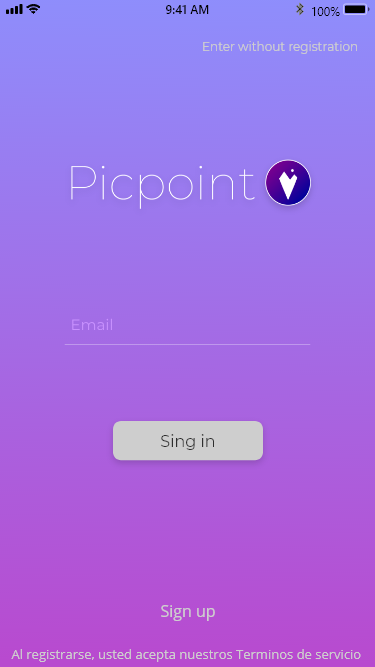 9:41 AM
100%
Enter without registration
Picpoint
Email
Sing in
Sign up
Al registrarse, usted acepta nuestros Terminos de servicio